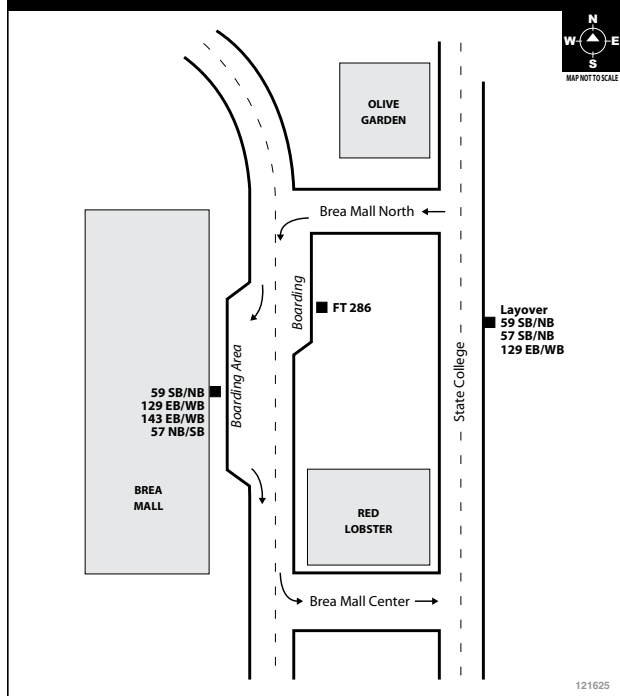 N
W E
S
MAP NOT TO SCALE
OLIVE
GARDEN
Brea Mall North
Boarding
FT 286
Layover
59 SB/NB
57 SB/NB
129 EB/WB
State College
59 SB/NB
129 EB/WB
143 EB/WB
57 NB/SB
Boarding Area
BREA
MALL
RED
LOBSTER
Brea Mall Center
121625